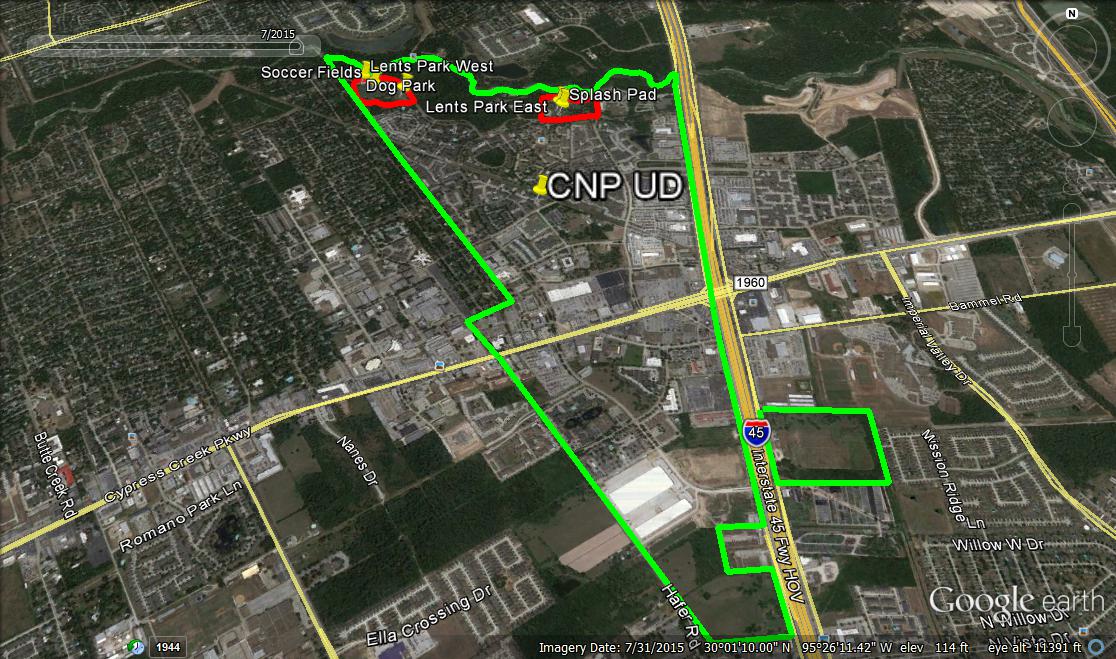 N
7/2015
Lents Park West
Soccer Fields
Dog Park
Splash Pad
Lents Park East
CNP UD
1960
Bammel Rd
Imperial Valley Dr
45
Interstate 45 Fwy HOV
Cypress Creek Pkwy
Butte Creek Rd
Nanes Dr
Romano Park Ln
Mission Ridge Ln
Willow W Dr
Ella Crossing Dr
Hafer Rd
Google earth
N Willow Dr
N Vista Dr
1944
Imagery Date: 7/31/2015 30°01'10.00" N 95°26'11.42" W elev 114 ft eye alt 11391 ft